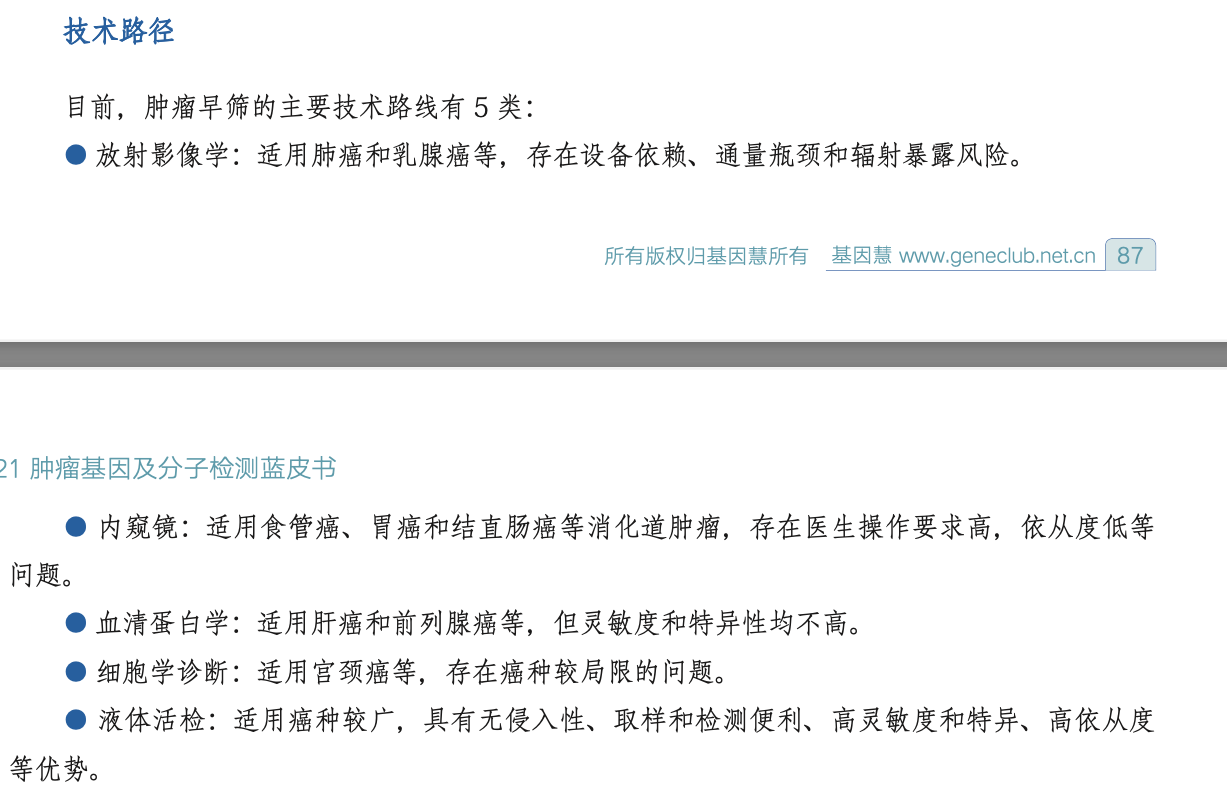 技术路径
目前，肿瘤早筛的主要技术路线有 5 类：
● 放射影像学：适用肺癌和乳腺癌等，存在设备依赖、通量瓶颈和辐射暴露风险。
所有版权归基因慧所有 基因慧 www.geneclub.net.cn 87
21 肿瘤基因及分子检测蓝皮书
● 内窥镜：适用食管癌、胃癌和结直肠癌等消化道肿瘤，存在医生操作要求高，依从度低等
问题。
● 血清蛋白学：适用肝癌和前列腺癌等，但灵敏度和特异性均不高。
● 细胞学诊断：适用宫颈癌等，存在癌种较局限的问题。
● 液体活检：适用癌种较广，具有无侵入性、取样和检测便利、高灵敏度和特异、高依从度
等优势。